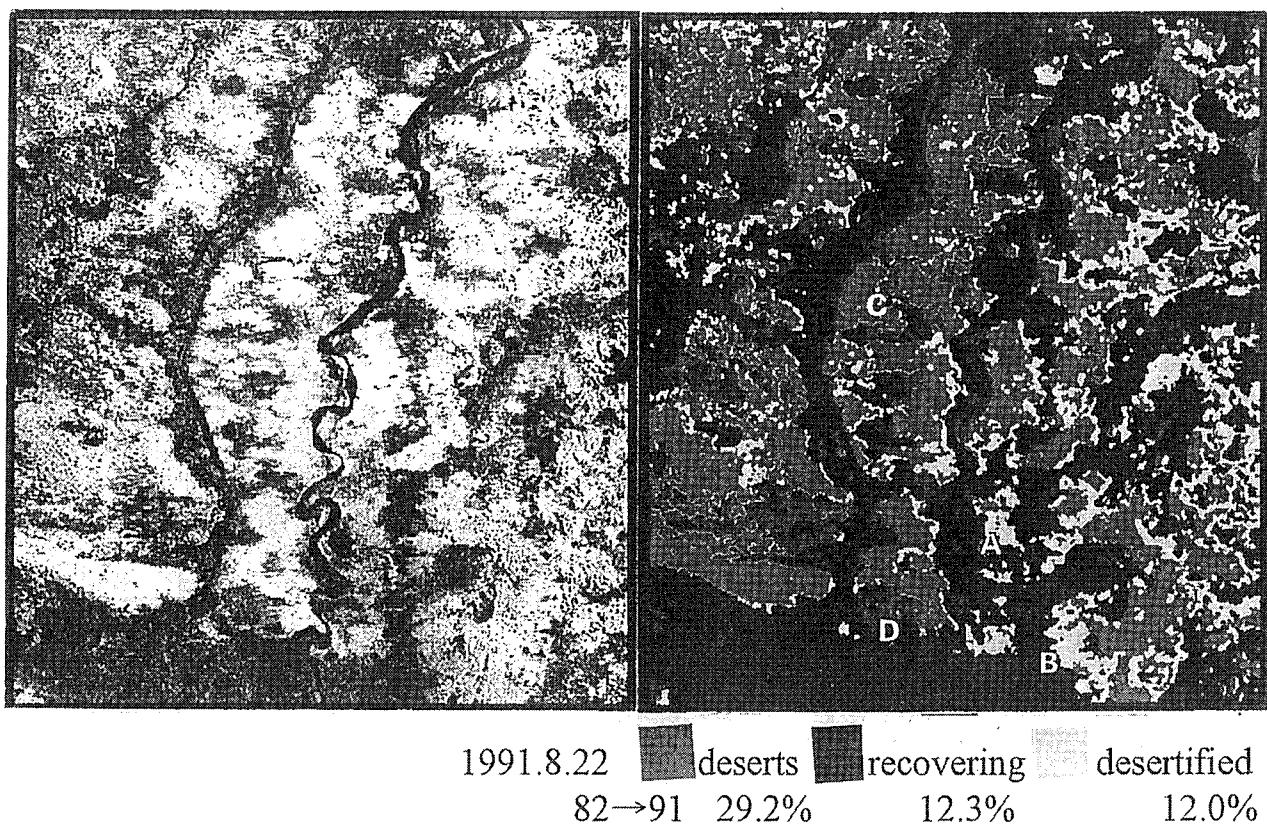 C
A
D
B
1991.8.22 deserts recovering desertified
82→91 29.2% 12.3% 12.0%